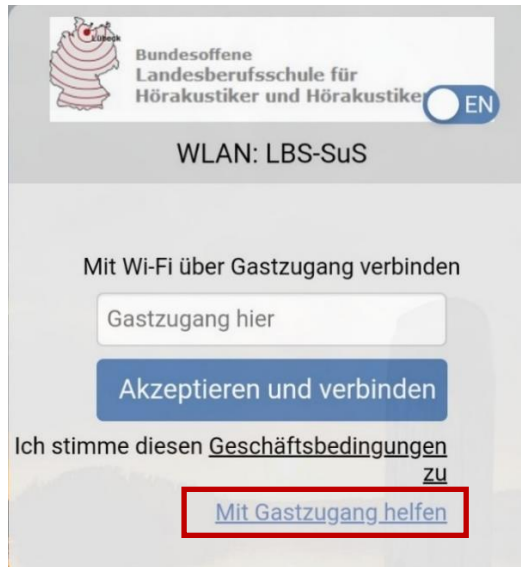 Lübeck
Bundesoffene
Landesberufsschule für
Hörakustiker und Hörakustike
EN
WLAN: LBS-SuS
Mit Wi-Fi über Gastzugang verbinden
Gastzugang hier
Akzeptieren und verbinden
Ich stimme diesen Geschäftsbedingungen
zu
Mit Gastzugang helfen